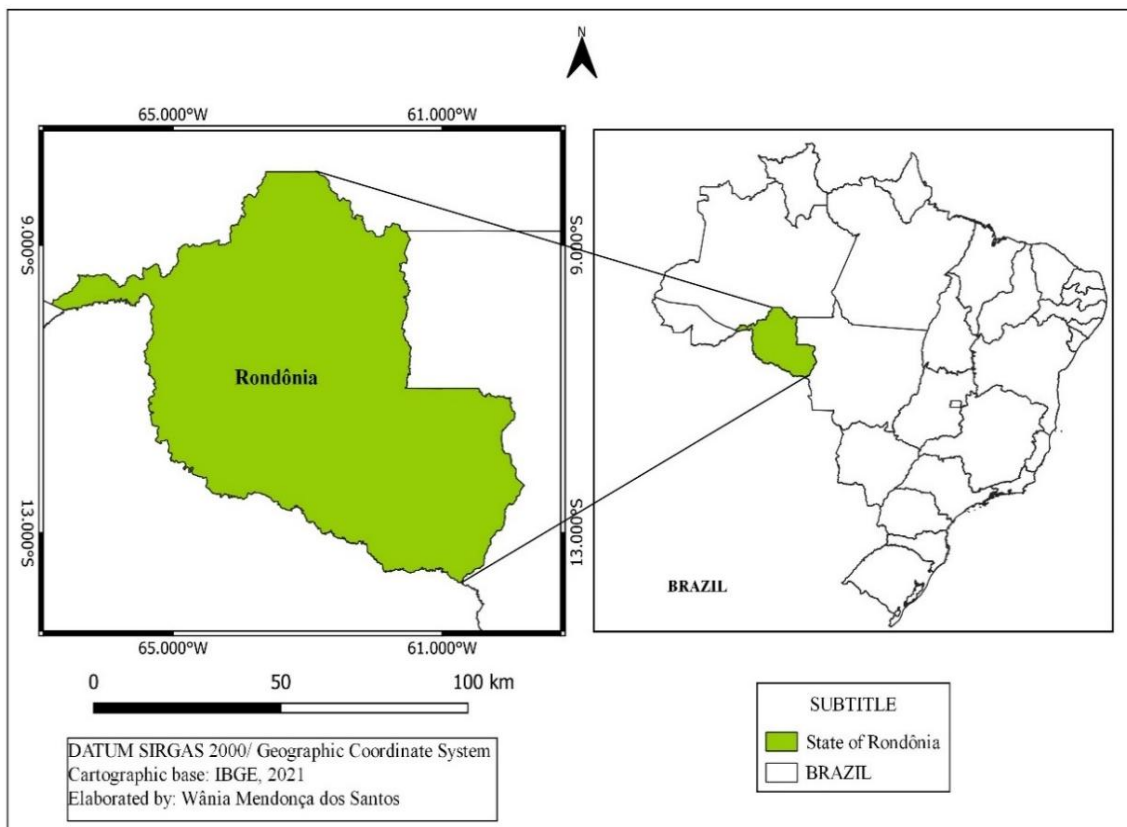 N
65.000°W
61.000°W
9.000°S
9.000°S
Rondônia
13.000°S
13.000°S
BRAZIL
65.000°W
61.000°W
0 50 100 km
SUBTITLE
State of Rondônia
BRAZIL
DATUM SIRGAS 2000/ Geographic Coordinate System
Cartographic base: IBGE, 2021
Elaborated by: Wânia Mendonça dos Santos